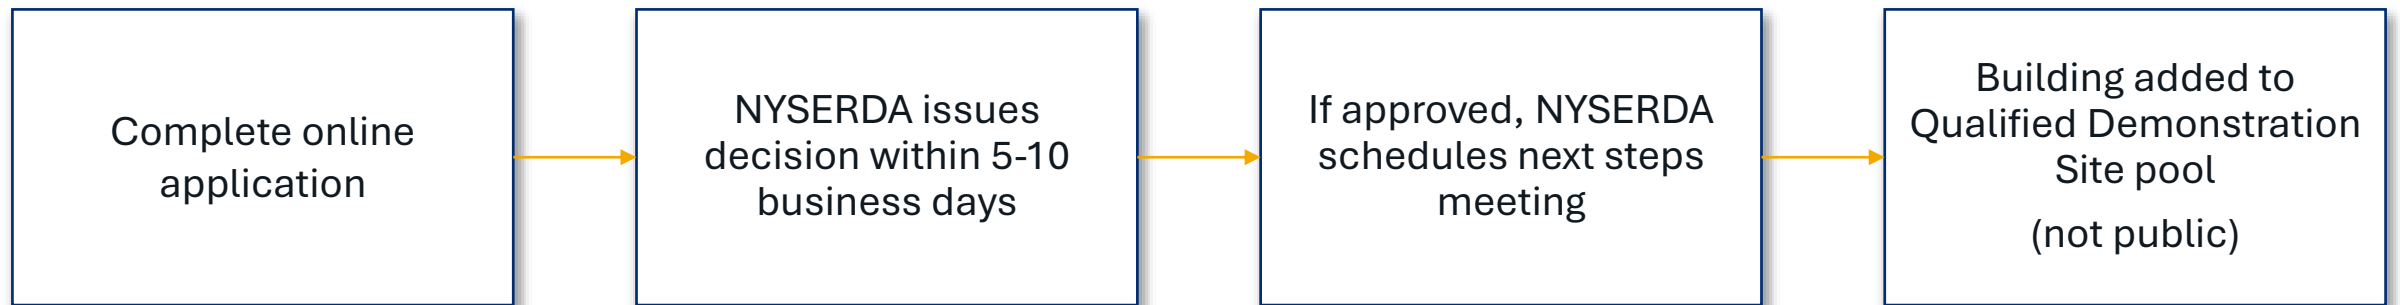 Complete online
application
NYSERDA issues
decision within 5-10
business days
If approved, NYSERDA
schedules next steps
meeting
Building added to
Qualified Demonstration
Site pool
(not public)